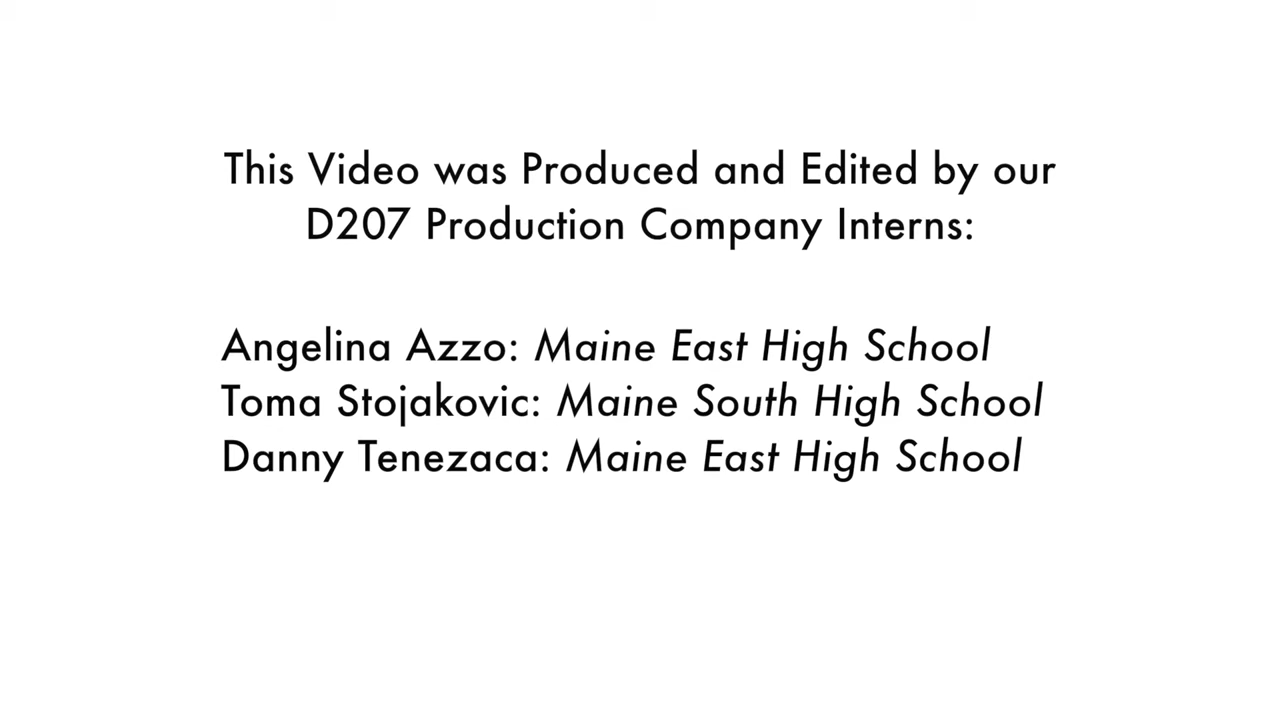 This Video was Produced and Edited by our
D207 Production Company Interns:
Angelina Azzo: Maine East High School
Toma Stojakovic: Maine South High School
Danny Tenezaca: Maine East High School